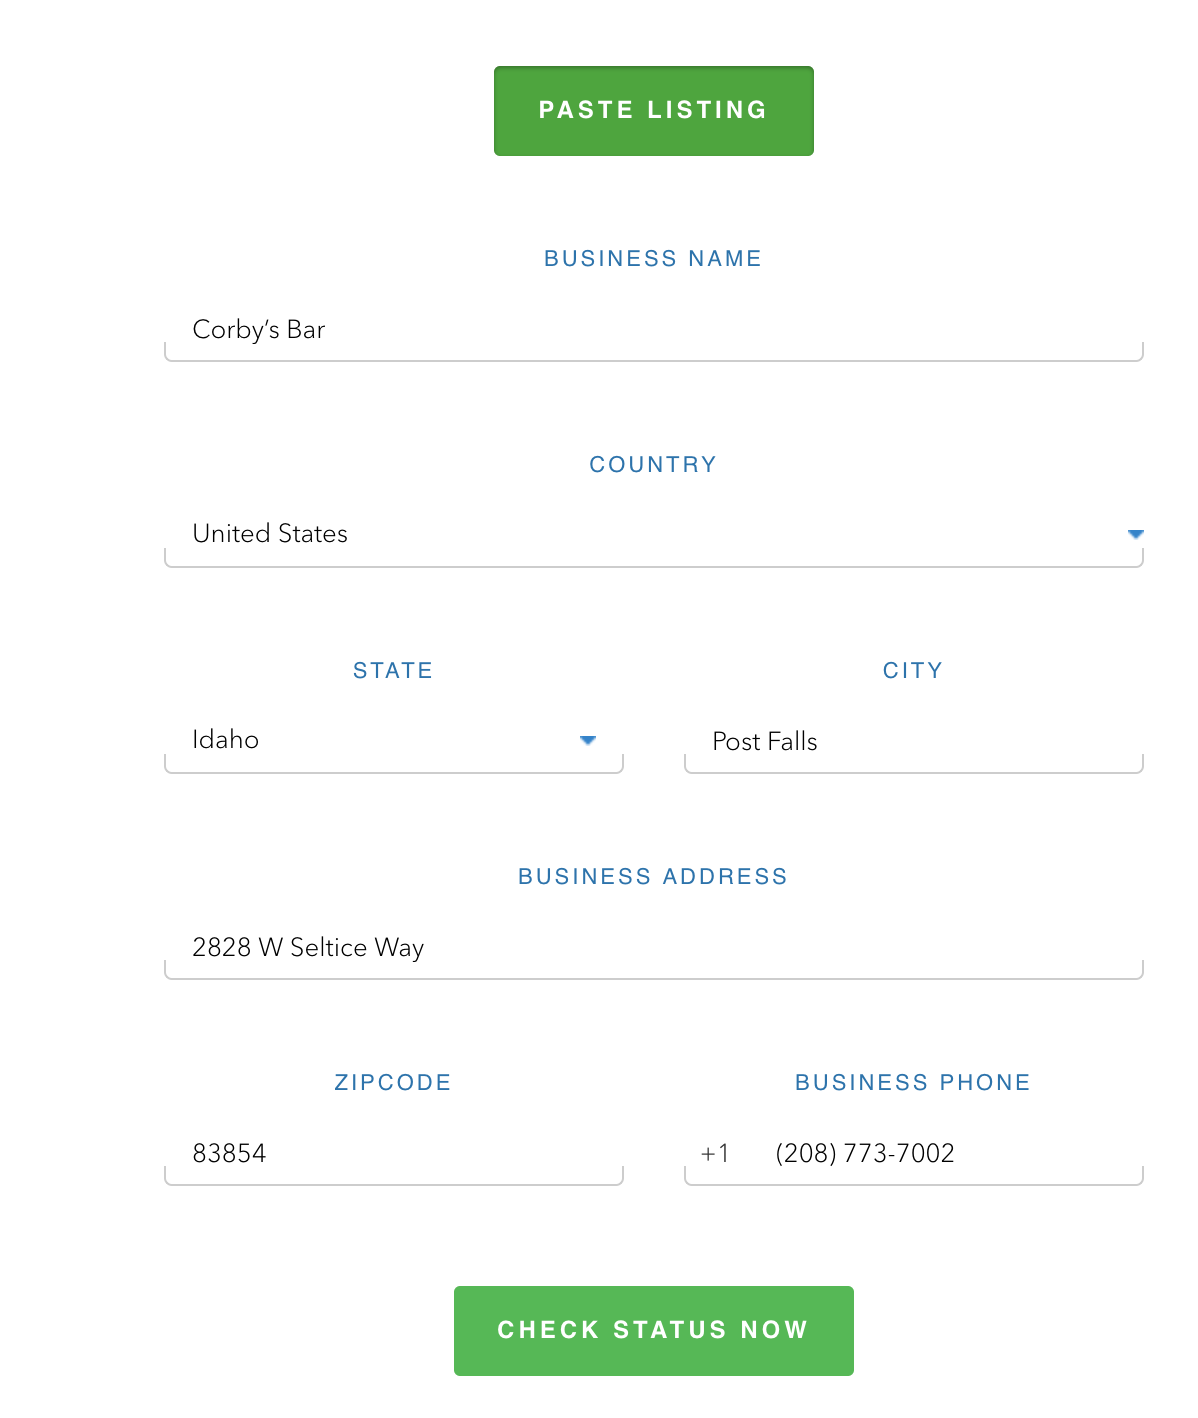 PASTE LISTING
BUSINESS NAME
Corby’s Bar
COUNTRY
United States
STATE
CITY
Idaho
Post Falls
BUSINESS ADDRESS
2828 W Seltice Way
ZIPCODE
BUSINESS PHONE
83854
+1 (208) 773-7002
CHECK STATUS NOW